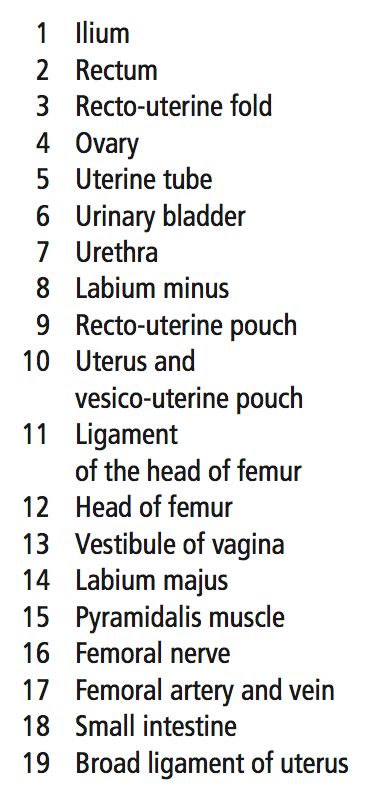 1 Ilium
2 Rectum
3 Recto-uterine fold
4 Ovary
5 Uterine tube
6 Urinary bladder
7 Urethra
8 Labium minus
9 Recto-uterine pouch
10 Uterus and
vesico-uterine pouch
11 Ligament
of the head of femur
12 Head of femur
13 Vestibule of vagina
14 Labium majus
15 Pyramidalis muscle
16 Femoral nerve
17 Femoral artery and vein
18 Small intestine
19 Broad ligament of uterus